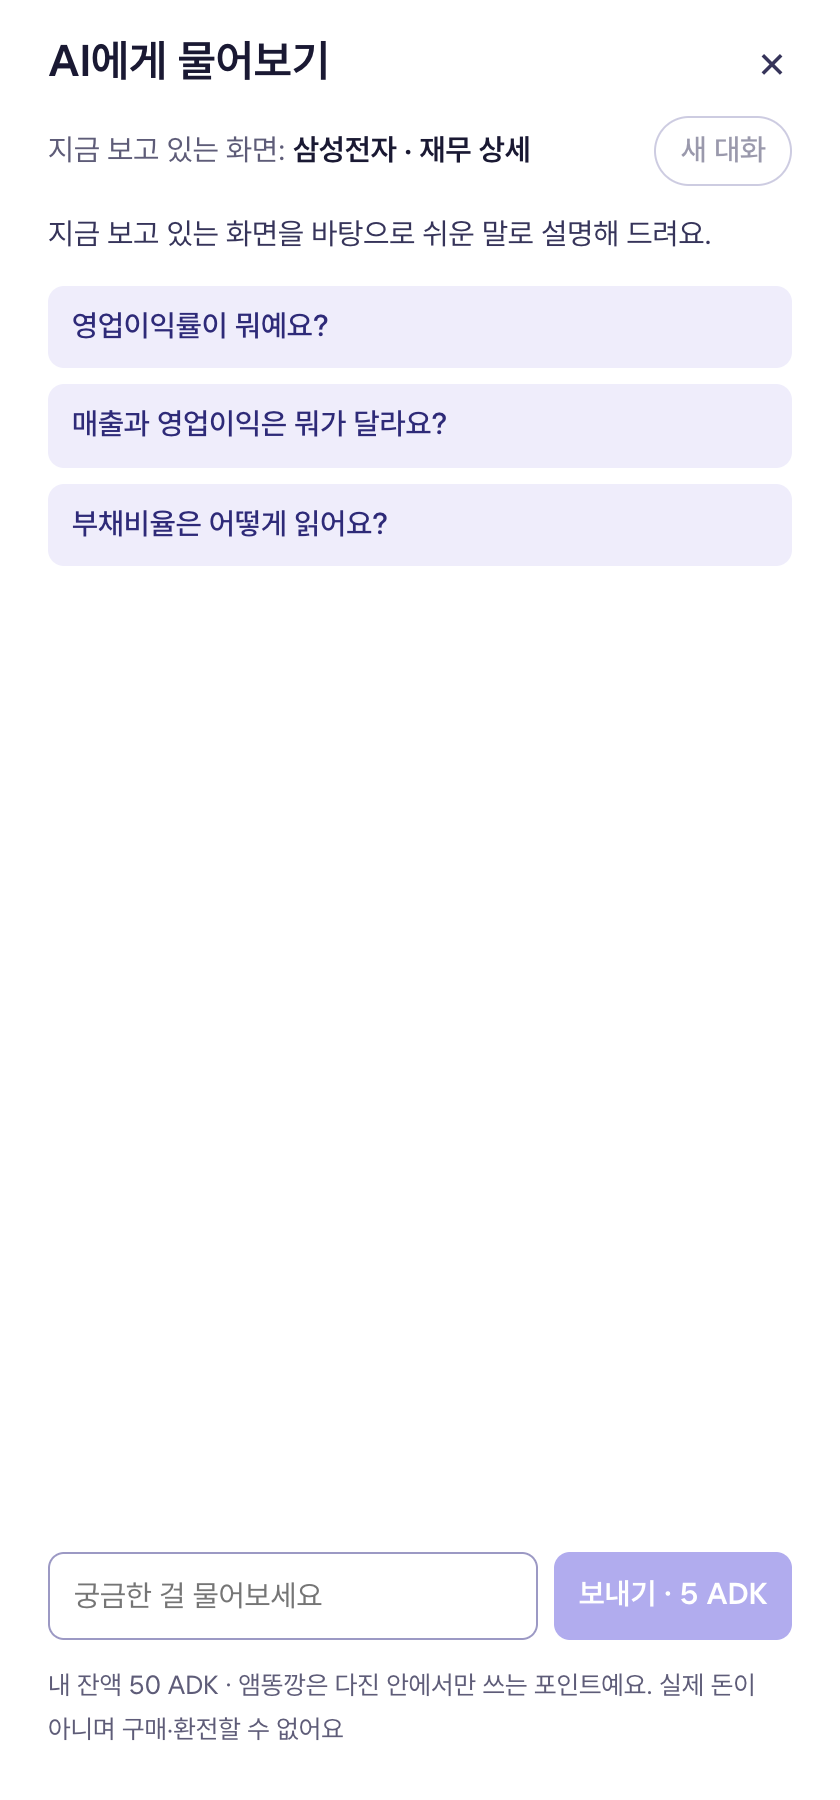 AI에게 물어보기
×
지금 보고 있는 화면: 삼성전자 · 재무 상세
새 대화
지금 보고 있는 화면을 바탕으로 쉬운 말로 설명해 드려요.
영업이익률이 뭐예요?
매출과 영업이익은 뭐가 달라요?
부채비율은 어떻게 읽어요?
궁금한 걸 물어보세요
보내기 · 5 ADK
내 잔액 50 ADK · 앰똥깡은 다진 안에서만 쓰는 포인트예요. 실제 돈이
아니며 구매·환전할 수 없어요